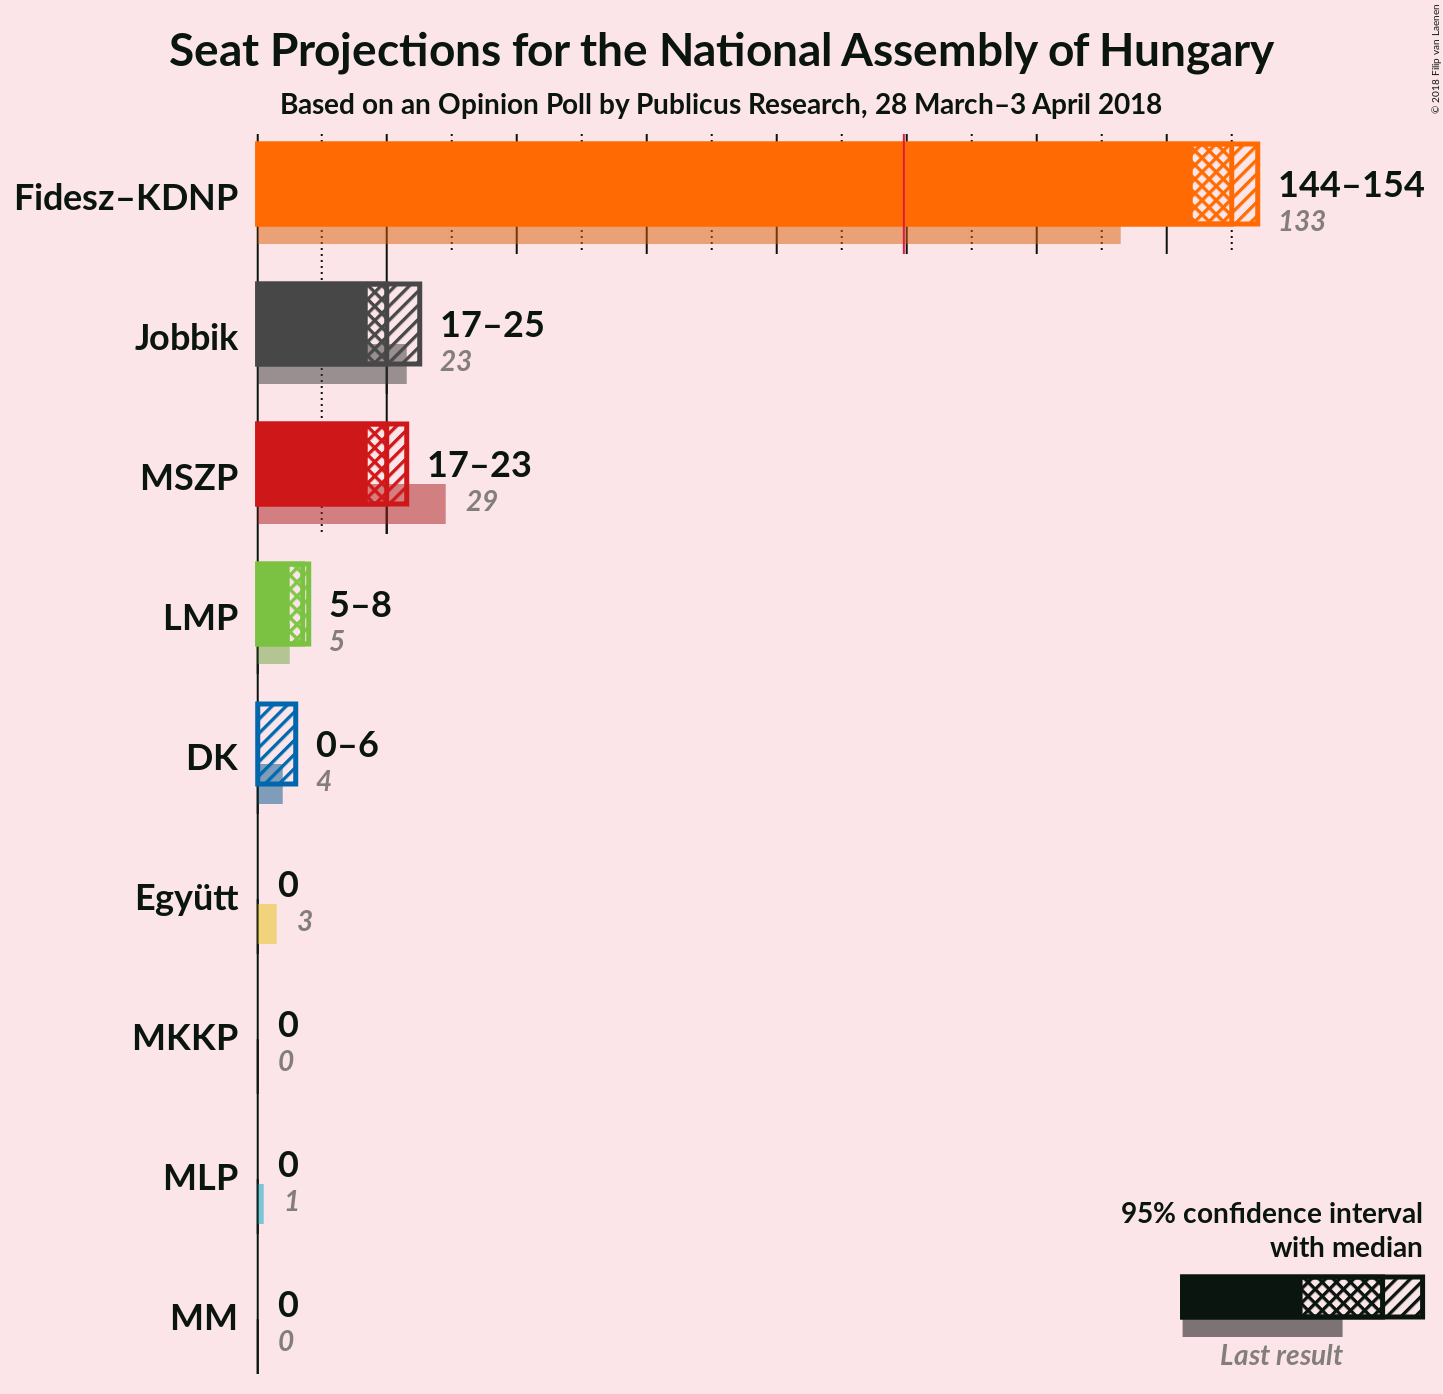 Seat Projections for the National Assembly of Hungary
Based on an Opinion Poll by Publicus Research, 28 March–3 April 2018
© 2018 Filip van Laenen
Fidesz–KDNP
144–154
133
Jobbik
17–25
23
MSZP
17–23
29
LMP
5–8
5
DK
0–6
4
Együtt
0
3
MKKP
0
0
MLP
0
1
MM
0
0
95% confidence interval
with median
Last result